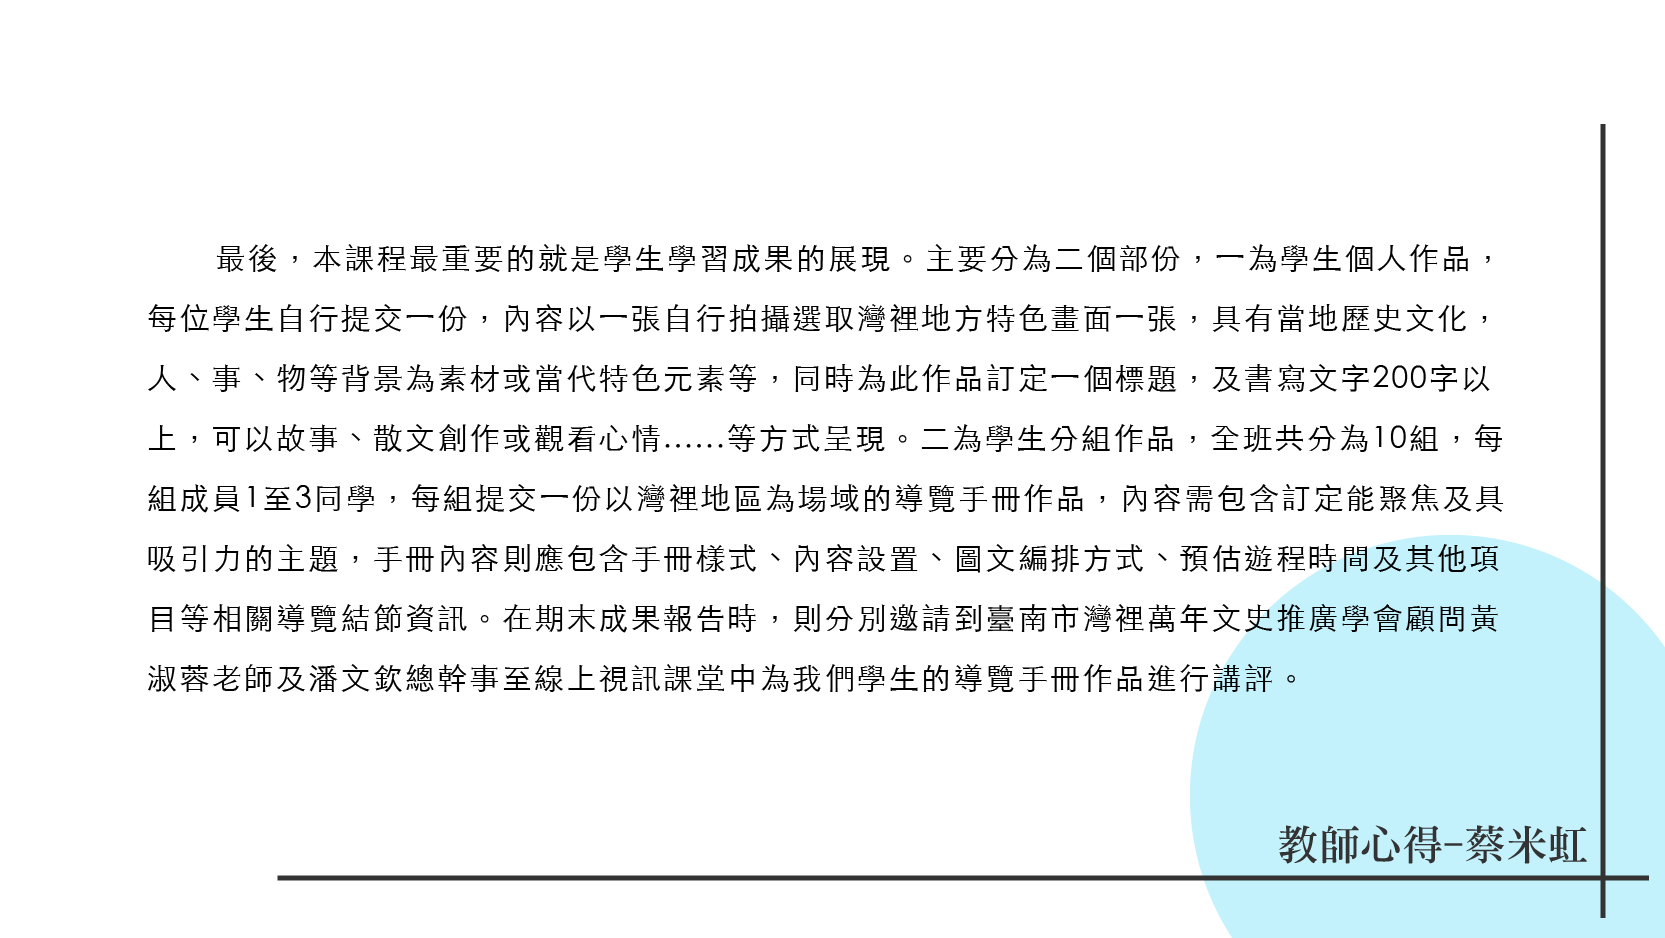 最後，本課程最重要的就是學生學習成果的展現。主要分為二個部份，一為學生個人作品，
每位學生自行提交一份，內容以一張自行拍攝選取灣裡地方特色畫面一張，具有當地歷史文化，
人、事、物等背景為素材或當代特色元素等，同時為此作品訂定一個標題，及書寫文字200字以
上，可以故事、散文創作或觀看心情……等方式呈現。二為學生分組作品，全班共分為10組，每
組成員1至3同學，每組提交一份以灣裡地區為場域的導覽手冊作品，內容需包含訂定能聚焦及具
吸引力的主題，手冊內容則應包含手冊樣式、內容設置、圖文編排方式、預估遊程時間及其他項
目等相關導覽結節資訊。在期末成果報告時，則分別邀請到臺南市灣裡萬年文史推廣學會顧問黃
淑蓉老師及潘文欽總幹事至線上視訊課堂中為我們學生的導覽手冊作品進行講評。
教師心得-蔡米虹